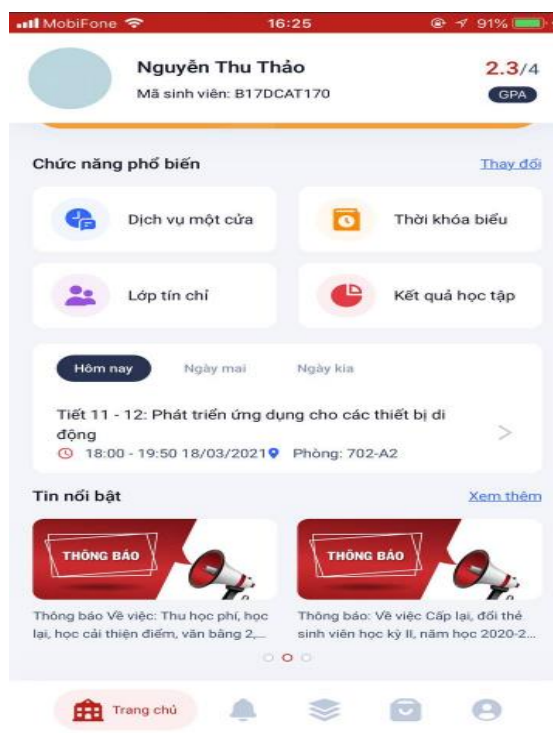 MobiFone 16:25 91%
Nguyễn Thu Thảo 2.3/4
Mã sinh viên: B17DCAT170 GPA
Chức năng phổ biến Thay đổi
Dịch vụ một cửa Thời khóa biểu
Lớp tín chỉ Kết quả học tập
Hôm nay Ngày mai Ngày kia
Tiết 11 - 12: Phát triển ứng dụng cho các thiết bị di
động
18:00 - 19:50 18/03/2021 Phòng: 702-A2
Tin nổi bật Xem thêm
THÔNG BÁO THÔNG BÁO
Thông báo Về việc: Thu học phí, học Thông báo: Về việc Cấp lại, đổi thẻ
lại, học cải thiện điểm, văn bằng 2,... sinh viên học kỳ II, năm học 2020-2...
Trang chủ